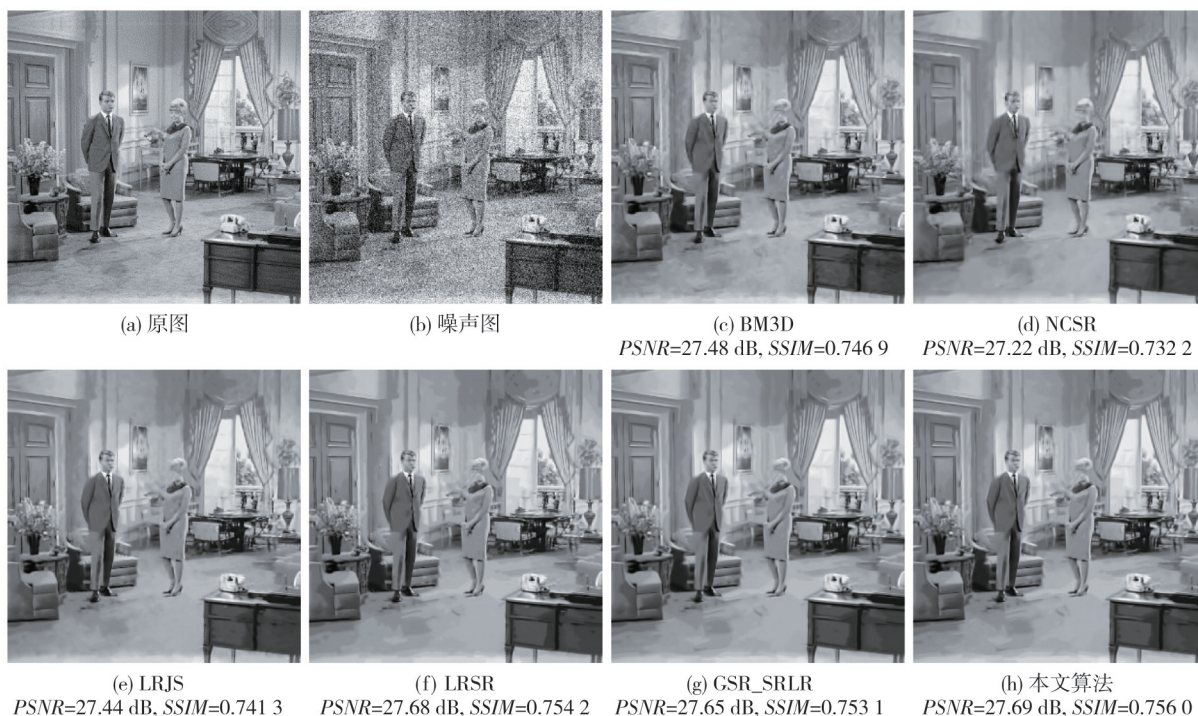 (a) 原图
(b) 噪声图
(c) BM3D
PSNR=27.48 dB, SSIM=0.746 9
(d) NCSR
PSNR=27.22 dB, SSIM=0.732 2
(e) LRJS
PSNR=27.44 dB, SSIM=0.741 3
(f) LRSR
PSNR=27.68 dB, SSIM=0.754 2
(g) GSR_SRLR
PSNR=27.65 dB, SSIM=0.753 1
(h) 本文算法
PSNR=27.69 dB, SSIM=0.756 0